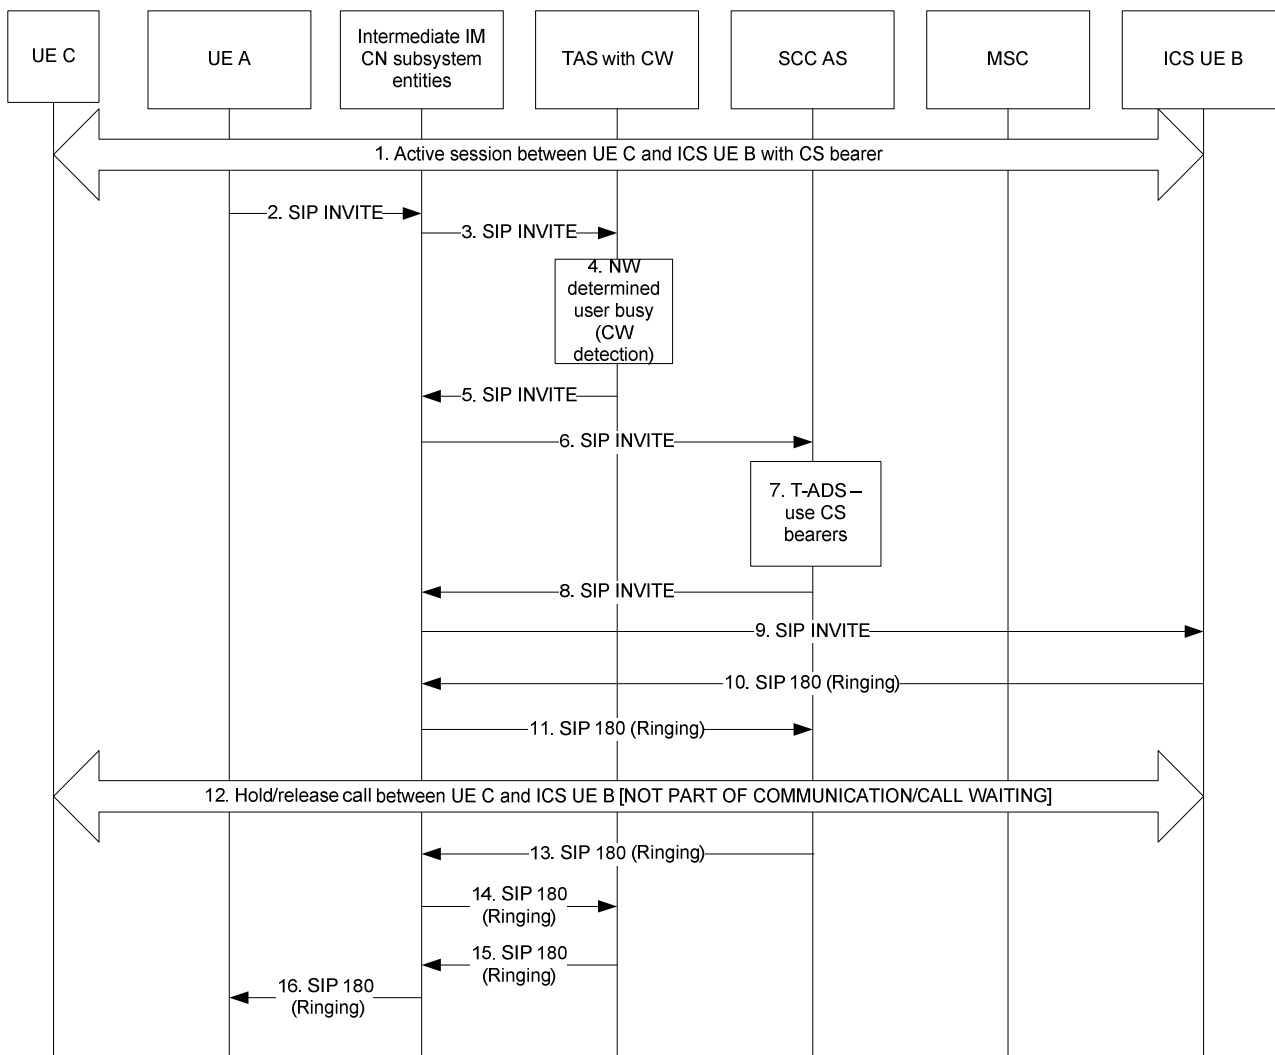 UE C
UE A
Intermediate IM
CN subsystem
entities
TAS with CW
SCC AS
MSC
ICS UE B
1. Active session between UE C and ICS UE B with CS bearer
2. SIP INVITE
3. SIP INVITE
4. NW
determined
user busy
(CW
detection)
5. SIP INVITE
6. SIP INVITE
7. T-ADS –
use CS
bearers
8. SIP INVITE
9. SIP INVITE
10. SIP 180 (Ringing)
11. SIP 180 (Ringing)
12. Hold/release call between UE C and ICS UE B [NOT PART OF COMMUNICATION/CALL WAITING]
13. SIP 180 (Ringing)
14. SIP 180
(Ringing)
15. SIP 180
(Ringing)
16. SIP 180
(Ringing)